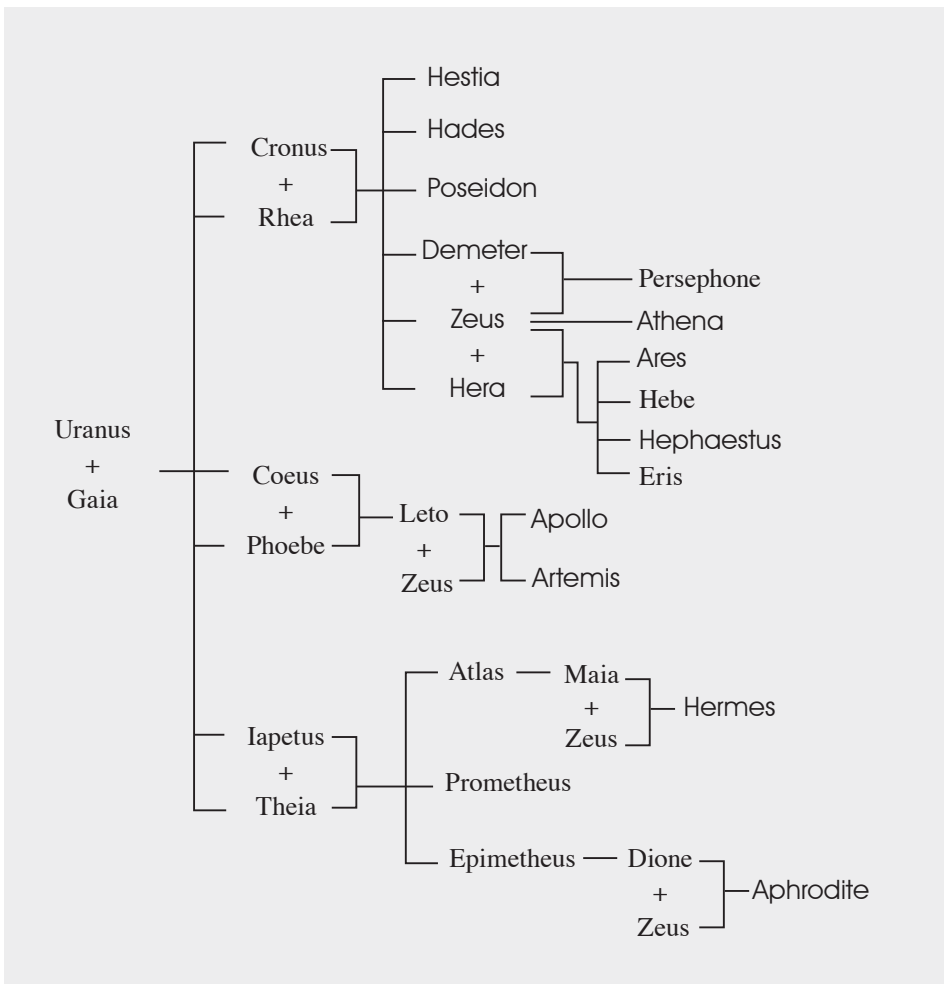 Hestia
Hades
Poseidon
Cronus
+
Rhea
Demeter
+
Zeus
+
Hera
Persephone
Athena
Ares
Hebe
Hephaestus
Eris
Uranus
+
Gaia
Coeus
+
Phoebe
Leto
+
Zeus
Apollo
Artemis
Iapetus
+
Theia
Atlas
Maia
+
Zeus
Hermes
Prometheus
Epimetheus
Dione
+
Zeus
Aphrodite